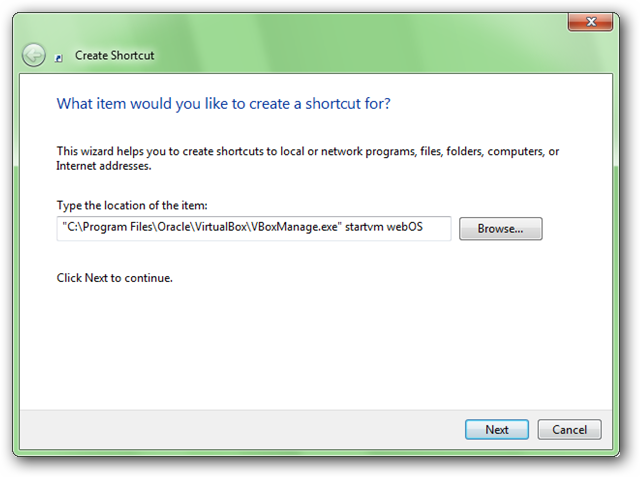 Create Shortcut
What item would you like to create a shortcut for?
This wizard helps you to create shortcuts to local or network programs, files, folders, computers, or
Internet addresses.
Type the location of the item:
"C:\Program Files\Oracle\VirtualBox\VBoxManage.exe" startvm webOS
Browse...
Click Next to continue.
Next
Cancel